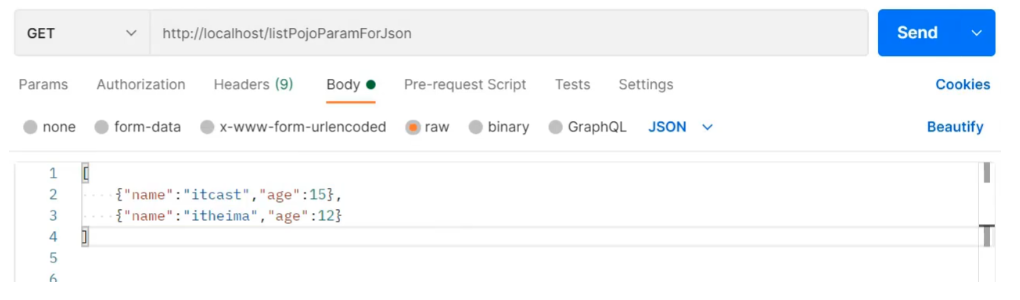 GET http://localhost/listPojoParamForJson Send
Params Authorization Headers (9) Body Pre-request Script Tests Settings Cookies
none form-data x-www-form-urlencoded raw binary GraphQL JSON Beautify
1 [
2 {"name":"itcast","age":15},
3 {"name":"itheima","age":12}
4 ]
5
6